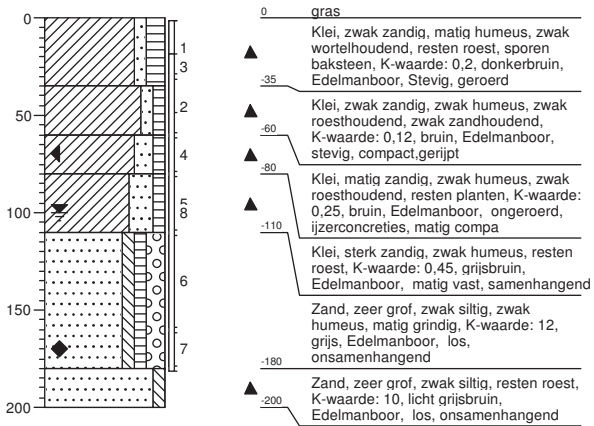 0
50
100
150
200
1
3
2
4
5
8
6
7
0 gras
Klei, zwak zandig, matig humeus, zwak
wortelhoudend, resten roest, sporen
baksteen, K-waarde: 0,2, donkerbruin,
Edelmanboor, Stevig, geroerd
-35
Klei, zwak zandig, zwak humeus, zwak
roesthoudend, zwak zandhoudend,
K-waarde: 0,12, bruin, Edelmanboor,
stevig, compact,gerijpt
-60
Klei, matig zandig, zwak humeus, zwak
roesthoudend, resten planten, K-waarde:
0,25, bruin, Edelmanboor, ongeroerd,
ijzerconcreties, matig compa
-80
Klei, sterk zandig, zwak humeus, resten
roest, K-waarde: 0,45, grijsbruin,
Edelmanboor, matig vast, samenhangend
-110
Zand, zeer grof, zwak siltig, zwak
humeus, matig grindig, K-waarde: 12,
grijs, Edelmanboor, los,
onsamenhangend
-180
Zand, zeer grof, zwak siltig, resten roest,
K-waarde: 10, licht grijsbruin,
Edelmanboor, los, onsamenhangend
-200